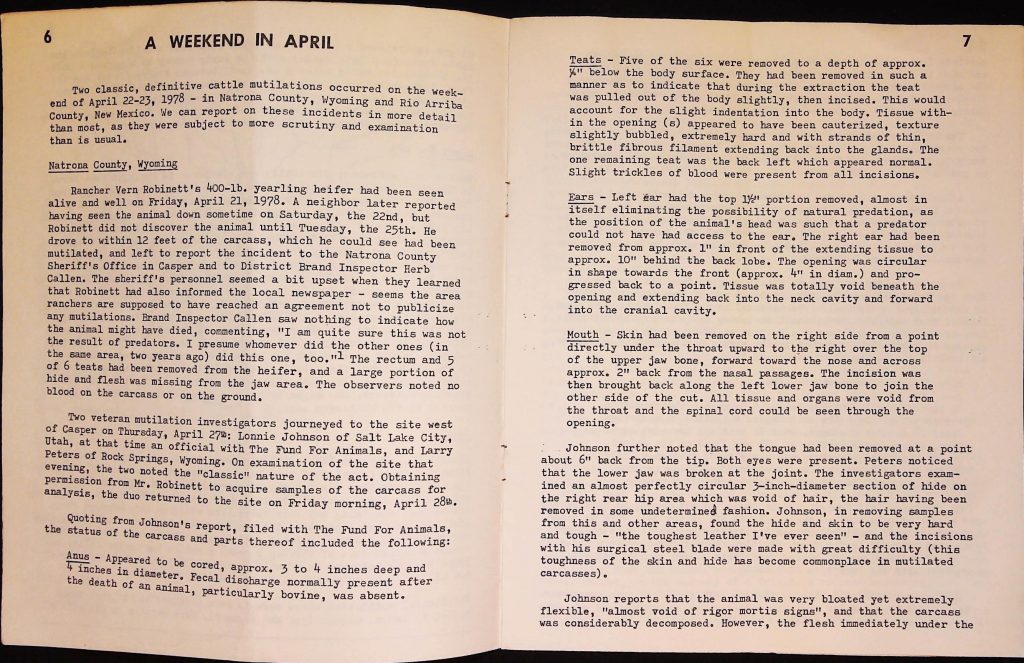 6
A WEEKEND IN APRIL
Two classic, definitive cattle mutilations occurred on the week-
end of April 22-23, 1978 - in Natrona County, Wyoming and Rio Arriba
County, New Mexico. We can report on these incidents in more detail
than most, as they were subject to more scrutiny and examination
than is usual.
Natrona County, Wyoming
Rancher Vern Robinett's 400-lb. yearling heifer had been seen
alive and well on Friday, April 21, 1978. A neighbor later reported
having seen the animal down sometime on Saturday, the 22nd, but
Robinett did not discover the animal until Tuesday, the 25th. He
drove to within 12 feet of the carcass, which he could see had been
mutilated, and left to report the incident to the Natrona County
Sheriff's Office in Casper and to District Brand Inspector Herb
Callen. The sheriff's personnel seemed a bit upset when they learned
that Robinett had also informed the local newspaper - seems the area
ranchers are supposed to have reached an agreement not to publicize
any mutilations. Brand Inspector Callen saw nothing to indicate how
the animal might have died, commenting, "I am quite sure this was not
the result of predators. I presume whomever did the other ones (in
the same area, two years ago) did this one, too."1 The rectum and 5
of 6 teats had been removed from the heifer, and a large portion of
hide and flesh was missing from the jaw area. The observers noted no
blood on the carcass or on the ground.
Two veteran mutilation investigators journeyed to the site west
of Casper on Thursday, April 27th: Lonnie Johnson of Salt Lake City,
Utah, at that time an official with The Fund For Animals, and Larry
Peters of Rock Springs, Wyoming. On examination of the site that
evening, the two noted the "classic" nature of the act. Obtaining
permission from Mr. Robinett to acquire samples of the carcass for
analysis, the duo returned to the site on Friday morning, April 28th.
Quoting from Johnson's report, filed with The Fund For Animals,
the status of the carcass and parts thereof included the following:
Anus - Appeared to be cored, approx. 3 to 4 inches deep and
4 inches in diameter. Fecal discharge normally present after
the death of an animal, particularly bovine, was absent.
7
Teats - Five of the six were removed to a depth of approx.
¼" below the body surface. They had been removed in such a
manner as to indicate that during the extraction the teat
was pulled out of the body slightly, then incised. This would
account for the slight indentation into the body. Tissue with-
in the opening (s) appeared to have been cauterized, texture
slightly bubbled, extremely hard and with strands of thin,
brittle fibrous filament extending back into the glands. The
one remaining teat was the back left which appeared normal.
Slight trickles of blood were present from all incisions.
Ears - Left ear had the top 1½" portion removed, almost in
itself eliminating the possibility of natural predation, as
the position of the animal's head was such that a predator
could not have had access to the ear. The right ear had been
removed from approx. 1" in front of the extending tissue to
approx. 10" behind the back lobe. The opening was circular
in shape towards the front (approx. 4" in diam.) and pro-
gressed back to a point. Tissue was totally void beneath the
opening and extending back into the neck cavity and forward
into the cranial cavity.
Mouth - Skin had been removed on the right side from a point
directly under the throat upward to the right over the top
of the upper jaw bone, forward toward the nose and across
approx. 2" back from the nasal passages. The incision was
then brought back along the left lower jaw bone to join the
other side of the cut. All tissue and organs were void from
the throat and the spinal cord could be seen through the
opening.
Johnson further noted that the tongue had been removed at a point
about 6" back from the tip. Both eyes were present. Peters noticed
that the lower jaw was broken at the joint. The investigators exam-
ined an almost perfectly circular 3-inch-diameter section of hide on
the right rear hip area which was void of hair, the hair having been
removed in some undetermined fashion. Johnson, in removing samples
from this and other areas, found the hide and skin to be very hard
and tough - "the toughest leather I've ever seen" - and the incisions
with his surgical steel blade were made with great difficulty (this
toughness of the skin and hide has become commonplace in mutilated
carcasses).
Johnson reports that the animal was very bloated yet extremely
flexible, "almost void of rigor mortis signs", and that the carcass
was considerably decomposed. However, the flesh immediately under the